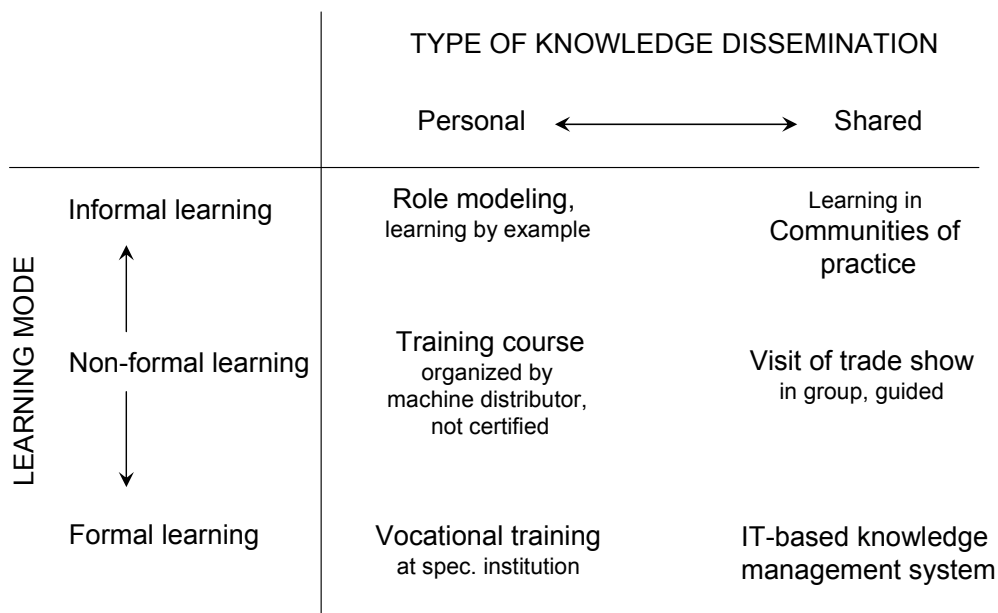 TYPE OF KNOWLEDGE DISSEMINATION
Personal
Shared
LEARNING MODE
Informal learning
Role modeling,
learning by example
Learning in
Communities of
practice
Non-formal learning
Training course
organized by
machine distributor,
not certified
Visit of trade show
in group, guided
Formal learning
Vocational training
at spec. institution
IT-based knowledge
management system